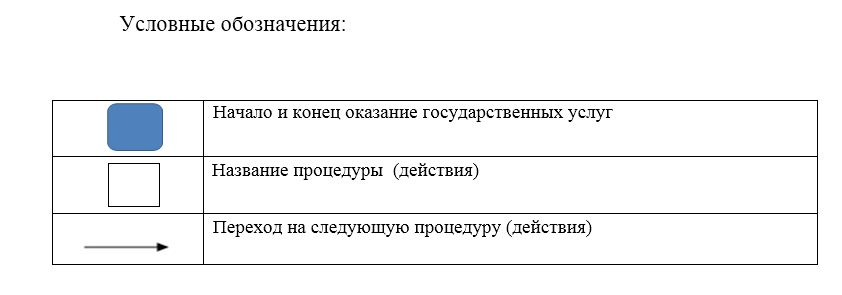 Условные обозначения:
Начало и конец оказание государственных услуг
Название процедуры (действия)
Переход на следующую процедуру (действия)